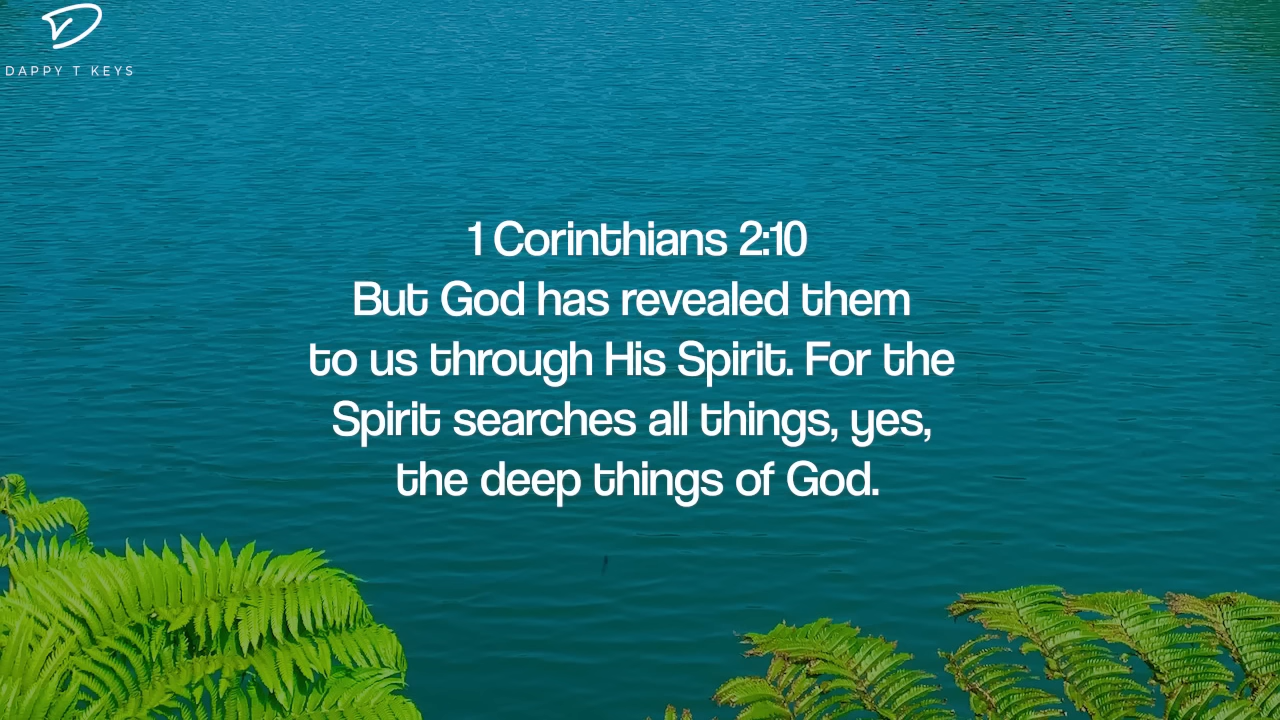 DAPPY T KEYS
1 Corinthians 2:10
But God has revealed them
to us through His Spirit. For the
Spirit searches all things, yes,
the deep things of God.